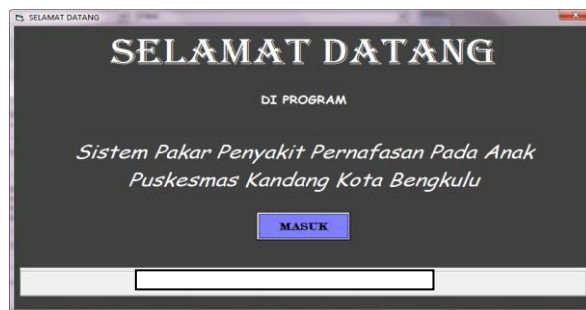 SELAMAT DATANG
SELAMAT DATANG
DI PROGRAM
Sistem Pakar Penyakit Pernafasan Pada Anak
Puskesmas Kandang Kota Bengkulu
MASUK